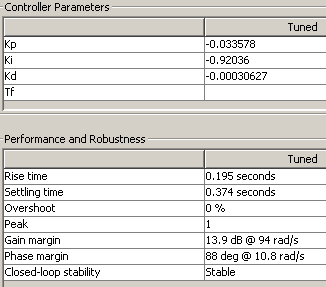 Controller Parameters
Tuned
Kp -0.033578
Ki -0.92036
Kd -0.00030627
Tf
Performance and Robustness
Tuned
Rise time 0.195 seconds
Settling time 0.374 seconds
Overshoot 0 %
Peak 1
Gain margin 13.9 dB @ 94 rad/s
Phase margin 88 deg @ 10.8 rad/s
Closed-loop stability Stable